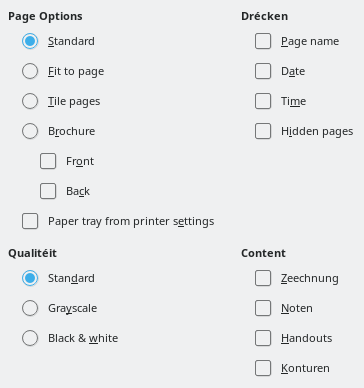 Page Options
Standard
Fit to page
Tile pages
Brochure
Front
Back
Paper tray from printer settings
Drécken
Page name
Date
Time
Hidden pages
Qualitéit
Standard
Grayscale
Black & white
Content
Zeechnung
Noten
Handouts
Konturen